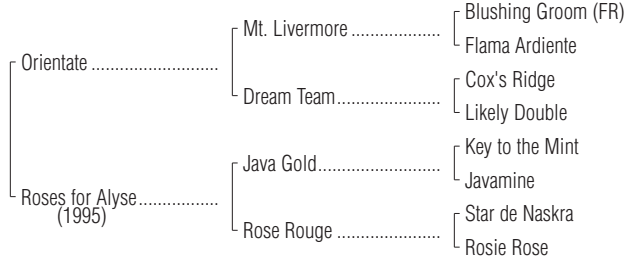 Blushing Groom (FR)
Mt. Livermore ....................
Flama Ardiente
Orientate ...........................
Cox's Ridge
Dream Team.......................
Likely Double
Key to the Mint
Java Gold..........................
Javamine
Roses for Alyse.................
(1995)
Star de Naskra
Rose Rouge .......................
Rosie Rose